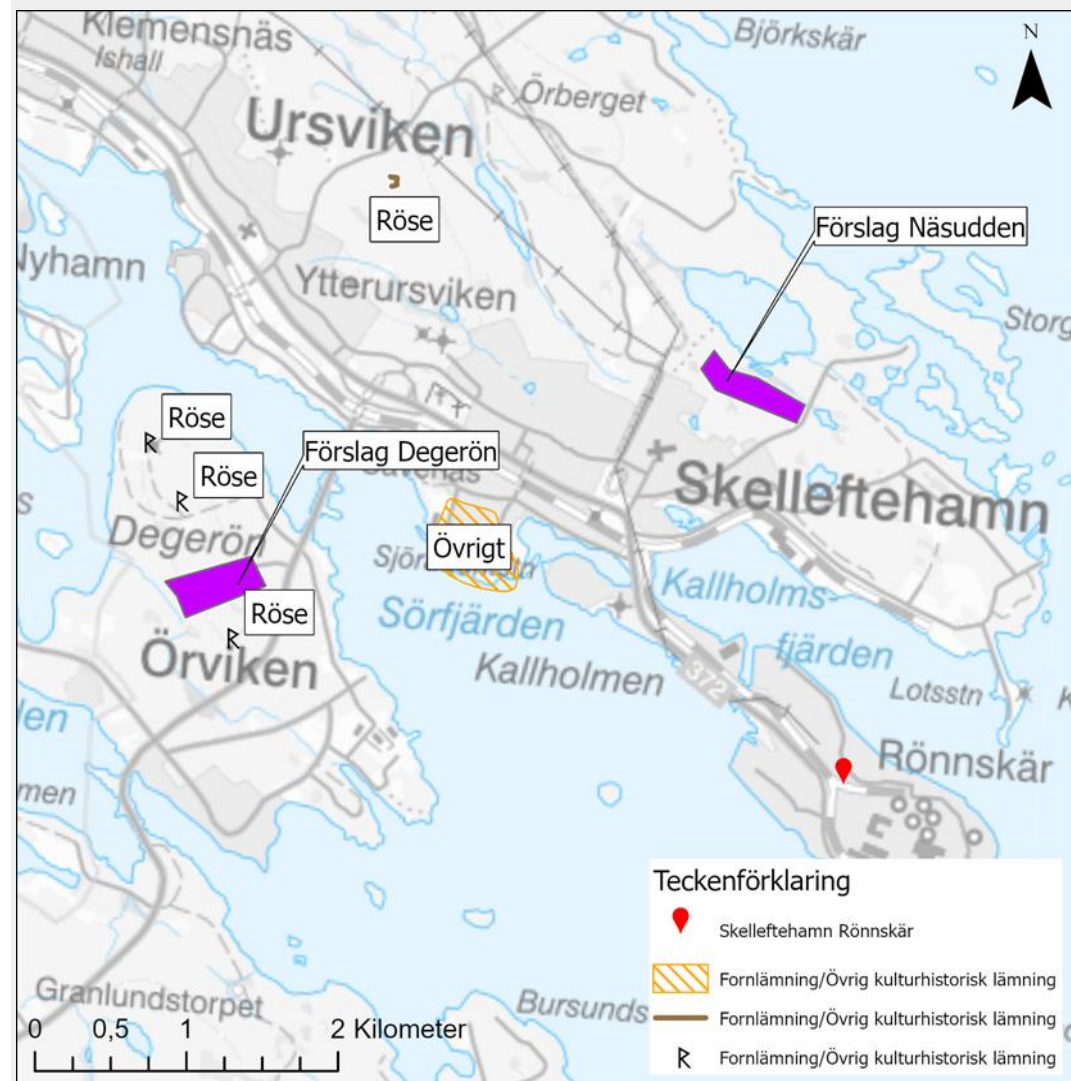 Klemensnäs
Ishall
Björkskär
N
Örberget
Ursviken
Röse
Förslag Näsudden
Nyhamn
Ytterursviken
Storg
Röse
Förslag Degerön
Röse
Skelleftehamn
Degerön
Övrigt
Röse
Sörfjärden
Kallholms-
fjärden
Örviken
Kallholmen
372
Lotsstn
Rönnskär
Granlundstorpet
Bursunds
0 0,5 1 2 Kilometer
Teckenförklaring
Skelleftehamn Rönnskär
Fornlämning/Övrig kulturhistorisk lämning
Fornlämning/Övrig kulturhistorisk lämning
Fornlämning/Övrig kulturhistorisk lämning